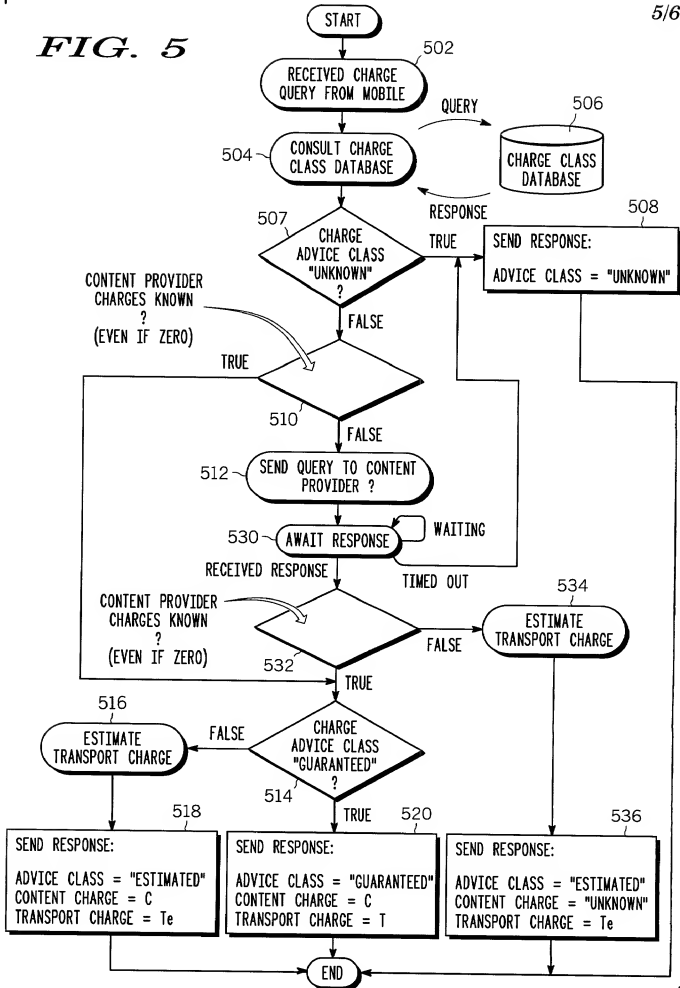 FIG. 5
5/6
START
502
RECEIVED CHARGE
QUERY FROM MOBILE
504
CONSULT CHARGE
CLASS DATABASE
QUERY
506
CHARGE CLASS
DATABASE
RESPONSE
507
CHARGE
ADVICE CLASS
"UNKNOWN"
?
TRUE
508
SEND RESPONSE:
ADVICE CLASS = "UNKNOWN"
FALSE
CONTENT PROVIDER
CHARGES KNOWN
?
(EVEN IF ZERO)
TRUE
510
FALSE
512
SEND QUERY TO CONTENT
PROVIDER ?
530
AWAIT RESPONSE
WAITING
RECEIVED RESPONSE
TIMED OUT
CONTENT PROVIDER
CHARGES KNOWN
?
(EVEN IF ZERO)
532
FALSE
534
ESTIMATE
TRANSPORT CHARGE
TRUE
516
ESTIMATE
TRANSPORT CHARGE
FALSE
CHARGE
ADVICE CLASS
"GUARANTEED"
?
514
TRUE
518
SEND RESPONSE:
ADVICE CLASS = "ESTIMATED"
CONTENT CHARGE = C
TRANSPORT CHARGE = Te
520
SEND RESPONSE:
ADVICE CLASS = "GUARANTEED"
CONTENT CHARGE = C
TRANSPORT CHARGE = T
536
SEND RESPONSE:
ADVICE CLASS = "ESTIMATED"
CONTENT CHARGE = "UNKNOWN"
TRANSPORT CHARGE = Te
END